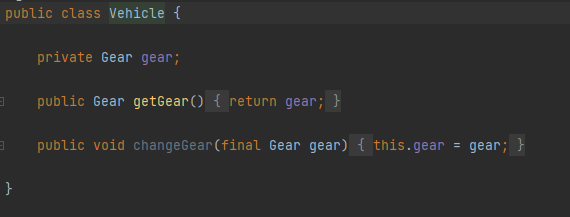 public class Vehicle {
private Gear gear;
public Gear getGear() { return gear; }
public void changeGear(final Gear gear) { this.gear = gear; }
}